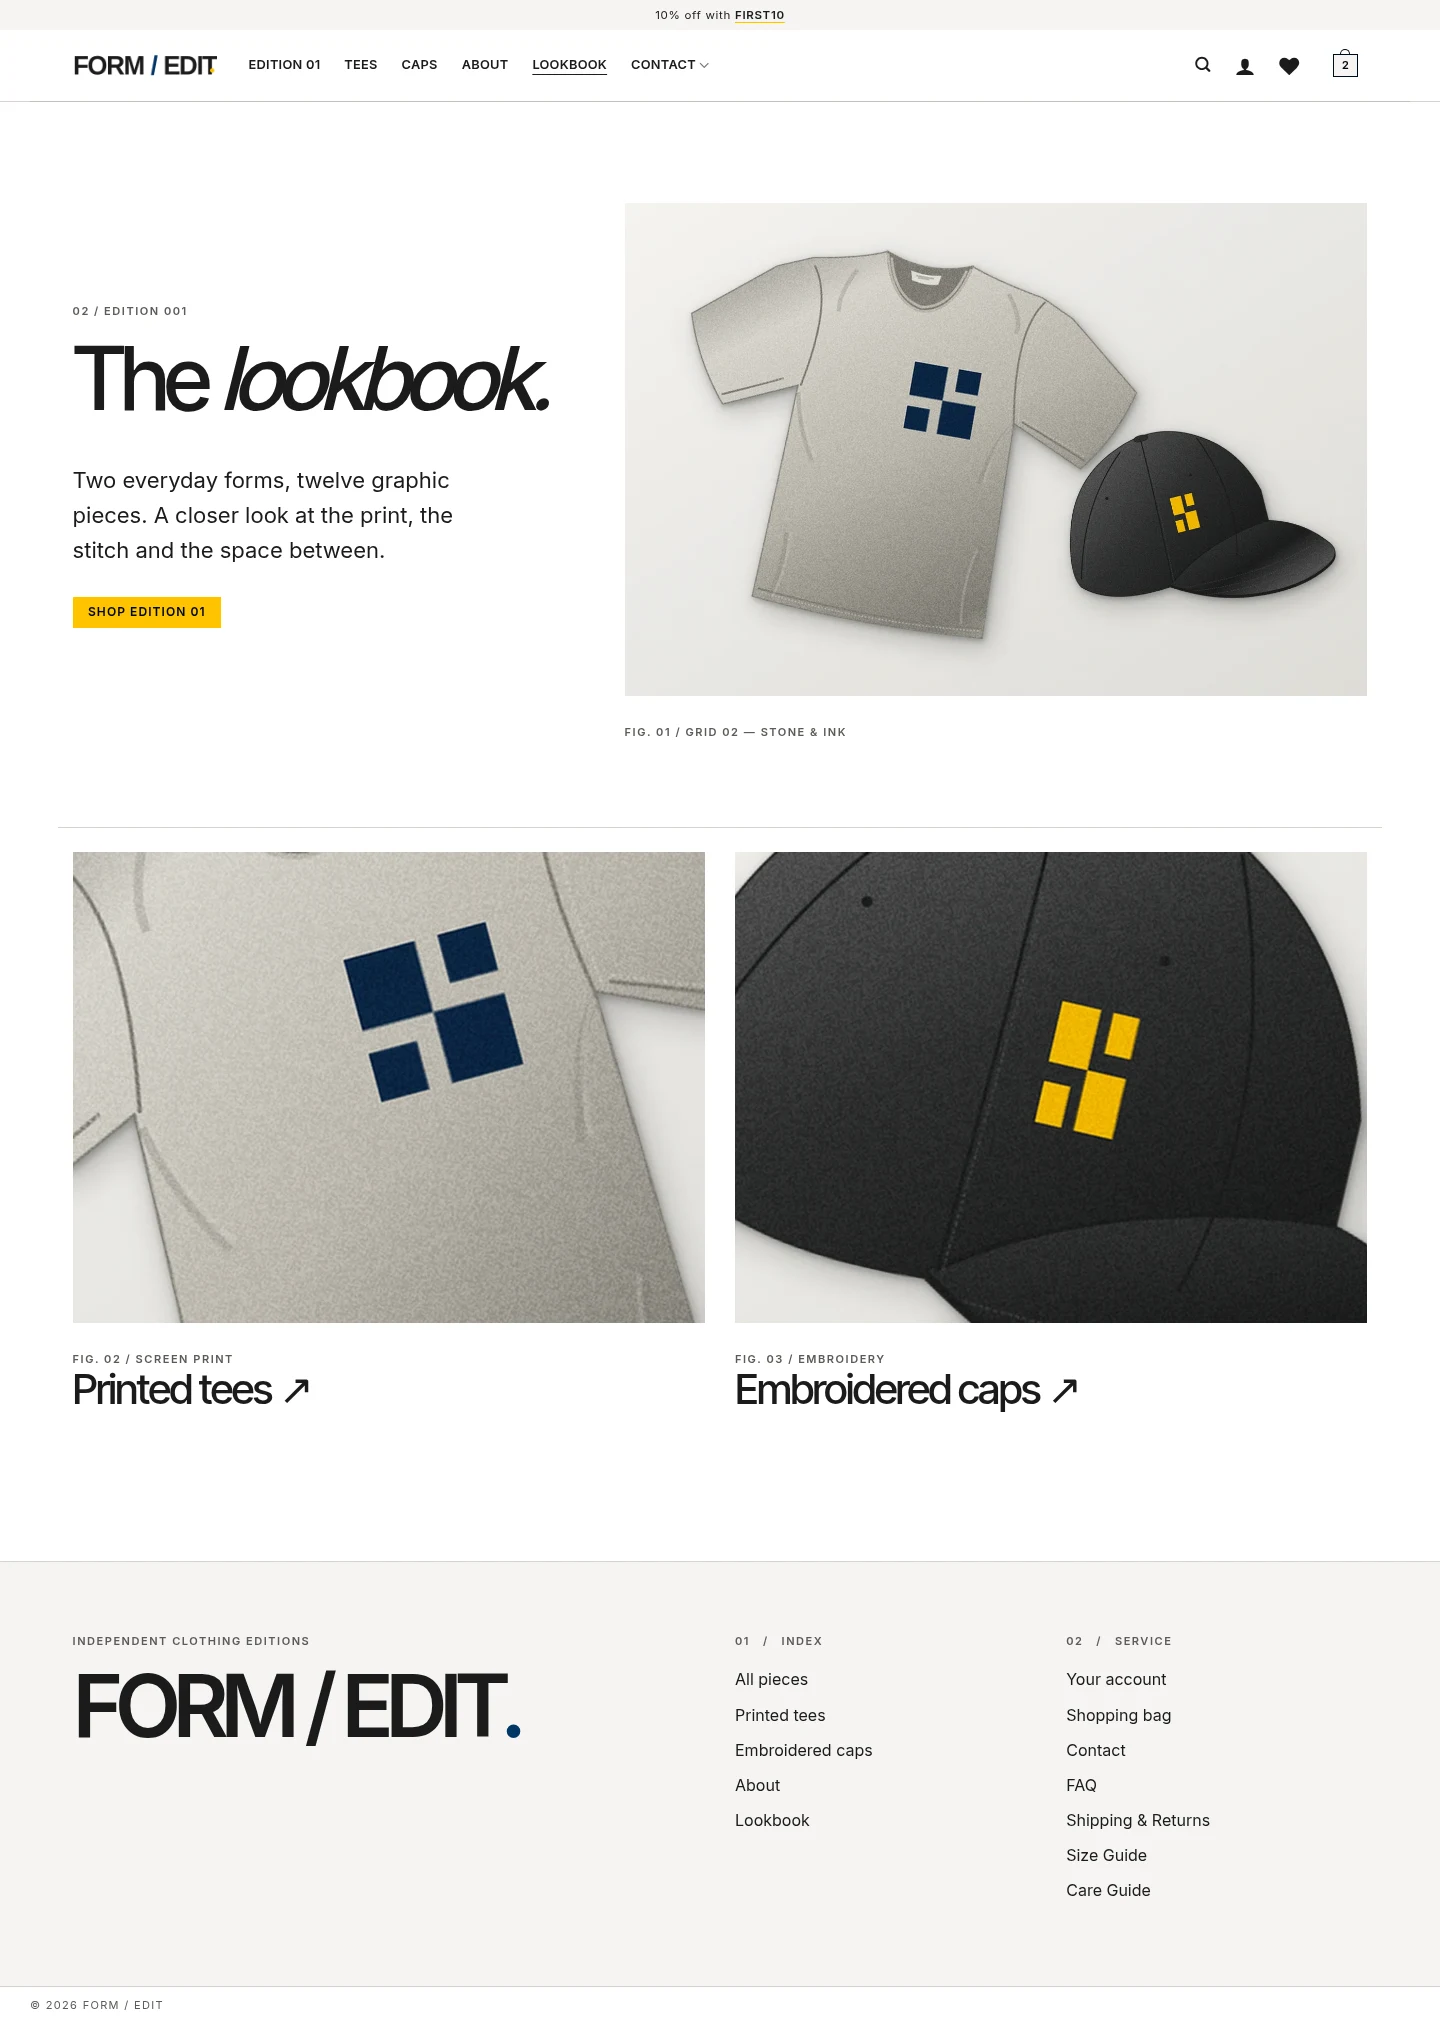 10% off with FIRST10
FORM / EDIT.
EDITION 01
TEES
CAPS
ABOUT
LOOKBOOK
CONTACT
2
02 / EDITION 001
The lookbook.
Two everyday forms, twelve graphic
pieces. A closer look at the print, the
stitch and the space between.
SHOP EDITION 01
FIG. 01 / GRID 02 — STONE & INK
FIG. 02 / SCREEN PRINT
Printed tees ↗
FIG. 03 / EMBROIDERY
Embroidered caps ↗
INDEPENDENT CLOTHING EDITIONS
FORM / EDIT.
01 / INDEX
All pieces
Printed tees
Embroidered caps
About
Lookbook
02 / SERVICE
Your account
Shopping bag
Contact
FAQ
Shipping & Returns
Size Guide
Care Guide
© 2026 FORM / EDIT